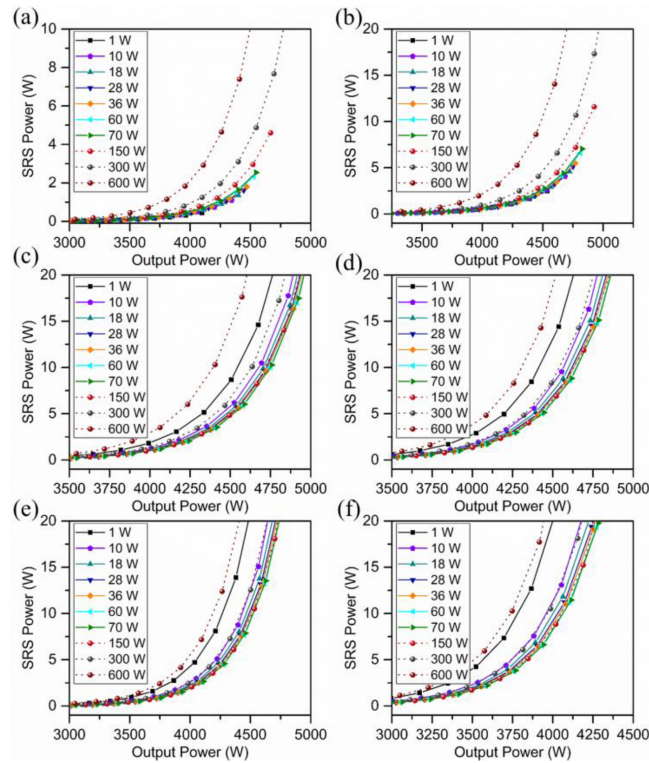 (a)
10
8
6
4
2
0
SRS Power (W)
1 W
10 W
18 W
28 W
36 W
60 W
70 W
150 W
300 W
600 W
3000 3500 4000 4500 5000
Output Power (W)
(b)
20
15
10
5
0
SRS Power (W)
1 W
10 W
18 W
28 W
36 W
60 W
70 W
150 W
300 W
600 W
3500 4000 4500 5000
Output Power (W)
(c)
20
15
10
5
0
SRS Power (W)
1 W
10 W
18 W
28 W
36 W
60 W
70 W
150 W
300 W
600 W
3500 3750 4000 4250 4500 4750 5000
Output Power (W)
(d)
20
15
10
5
0
SRS Power (W)
1 W
10 W
18 W
28 W
36 W
60 W
70 W
150 W
300 W
600 W
3500 3750 4000 4250 4500 4750 5000
Output Power (W)
(e)
20
15
10
5
0
SRS Power (W)
1 W
10 W
18 W
28 W
36 W
60 W
70 W
150 W
300 W
600 W
3000 3250 3500 3750 4000 4250 4500 4750 5000
Output Power (W)
(f)
20
15
10
5
0
SRS Power (W)
1 W
10 W
18 W
28 W
36 W
60 W
70 W
150 W
300 W
600 W
3000 3250 3500 3750 4000 4250 4500
Output Power (W)